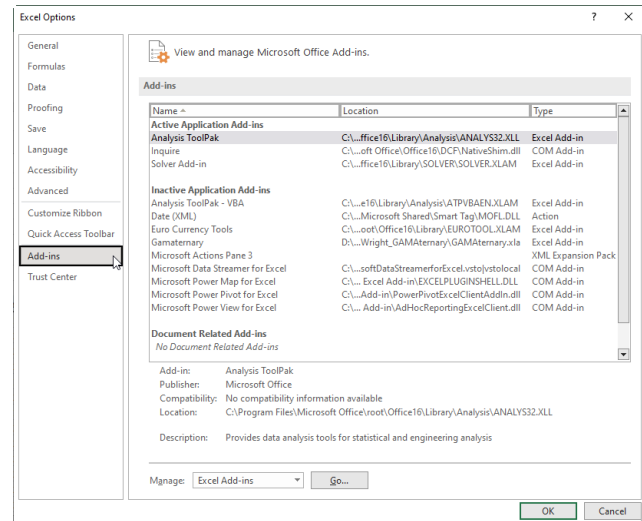 Excel Options ? ×
General
Formulas
Data
Proofing
Save
Language
Accessibility
Advanced
Customize Ribbon
Quick Access Toolbar
Add-ins
Trust Center
View and manage Microsoft Office Add-ins.
Add-ins
Name Location Type
Active Application Add-ins
Analysis ToolPak C:\...ffice16\Library\Analysis\ANALYS32.XLL Excel Add-in
Inquire C:\...oft Office\Office16\DCF\NativeShim.dll COM Add-in
Solver Add-in C:\...ffice16\Library\SOLVER\SOLVER.XLAM Excel Add-in
Inactive Application Add-ins
Analysis ToolPak - VBA C:\...e16\Library\Analysis\ATPVBAEN.XLAM Excel Add-in
Date (XML) C:\...Microsoft Shared\Smart Tag\MOFL.DLL Action
Euro Currency Tools C:\...oot\Office16\Library\EUROTOOL.XLAM Excel Add-in
Gamaternary D:\...Wright_GAMAternary\GAMAternary.xla Excel Add-in
Microsoft Actions Pane 3 XML Expansion Pack
Microsoft Data Streamer for Excel C:\...softDataStreamerforExcel.vsto|vstolocal COM Add-in
Microsoft Power Map for Excel C:\... Excel Add-in\EXCELPLUGINSHELL.DLL COM Add-in
Microsoft Power Pivot for Excel C:\...Add-in\PowerPivotExcelClientAddIn.dll COM Add-in
Microsoft Power View for Excel C:\... Add-in\AdHocReportingExcelClient.dll COM Add-in
Document Related Add-ins
No Document Related Add-ins
Add-in: Analysis ToolPak
Publisher: Microsoft Office
Compatibility: No compatibility information available
Location: C:\Program Files\Microsoft Office\root\Office16\Library\Analysis\ANALYS32.XLL
Description: Provides data analysis tools for statistical and engineering analysis
Manage: Excel Add-ins Go...
OK Cancel